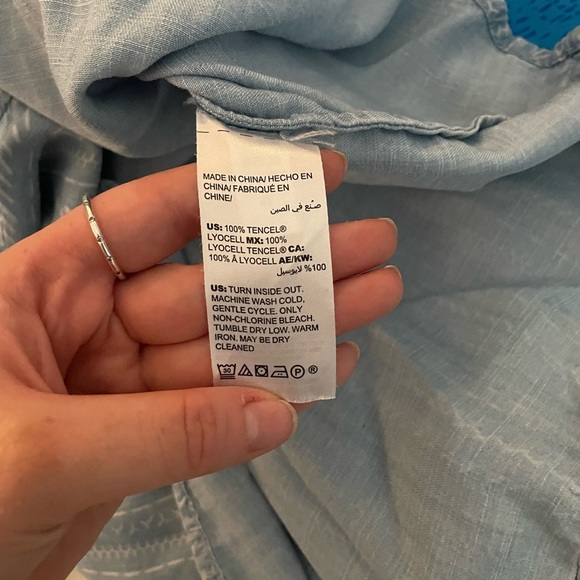 MADE IN CHINA/ HECHO EN
CHINA/ FABRIQUÉ EN
CHINE/
صنع في الصين
US: 100% TENCEL®
LYOCELL MX: 100%
LYOCELL TENCEL® CA:
100% Â LYOCELL AE/KW:
100% لايوسيل
US: TURN INSIDE OUT.
MACHINE WASH COLD,
GENTLE CYCLE. ONLY
NON-CHLORINE BLEACH.
TUMBLE DRY LOW. WARM
IRON. MAY BE DRY
CLEANED
30 P ®